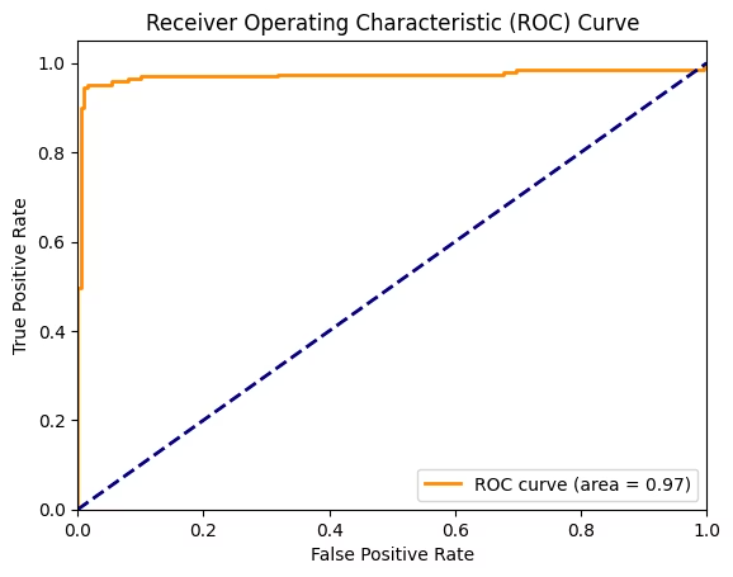 Receiver Operating Characteristic (ROC) Curve
1.0
0.8
0.6
0.4
0.2
0.0
True Positive Rate
ROC curve (area = 0.97)
0.0 0.2 0.4 0.6 0.8 1.0
False Positive Rate